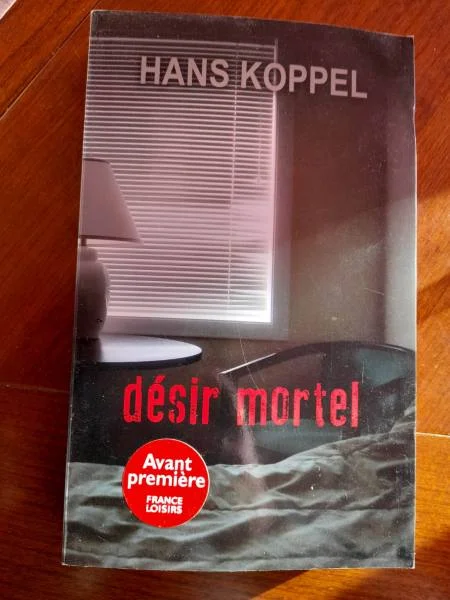 HANS KOPPEL
désir mortel
Avant
première
FRANCE
LOISIRS